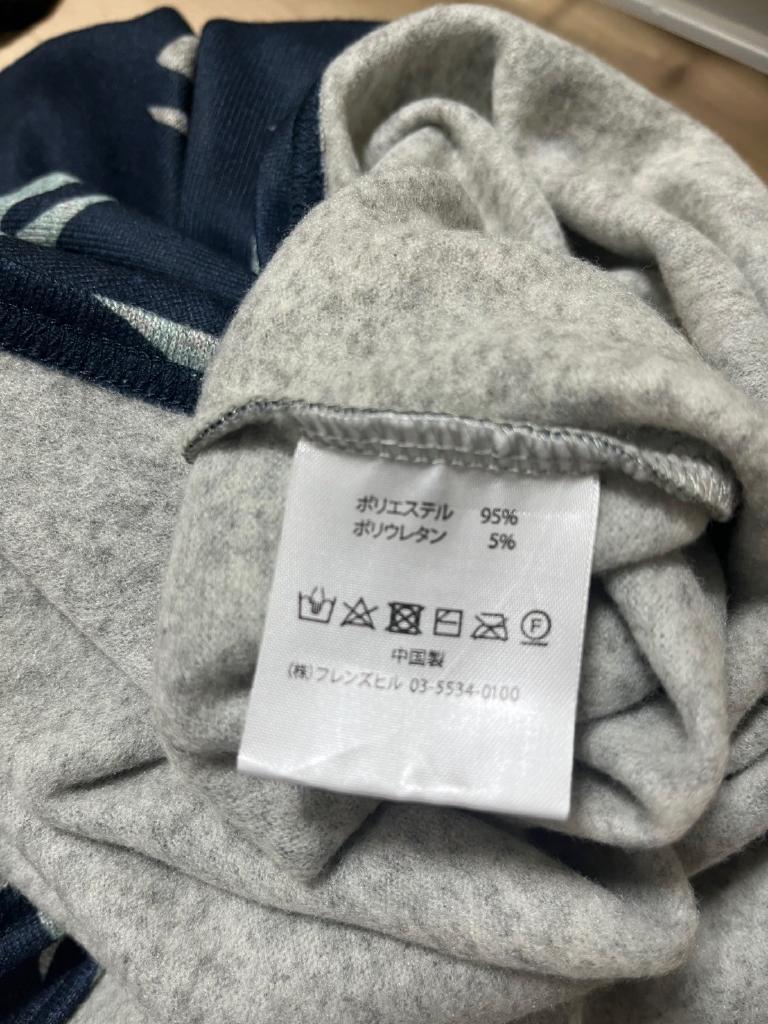 ポリエステル 95%
ポリウレタン 5%
F
中国製
(株)フレンズヒル 03-5534-0100